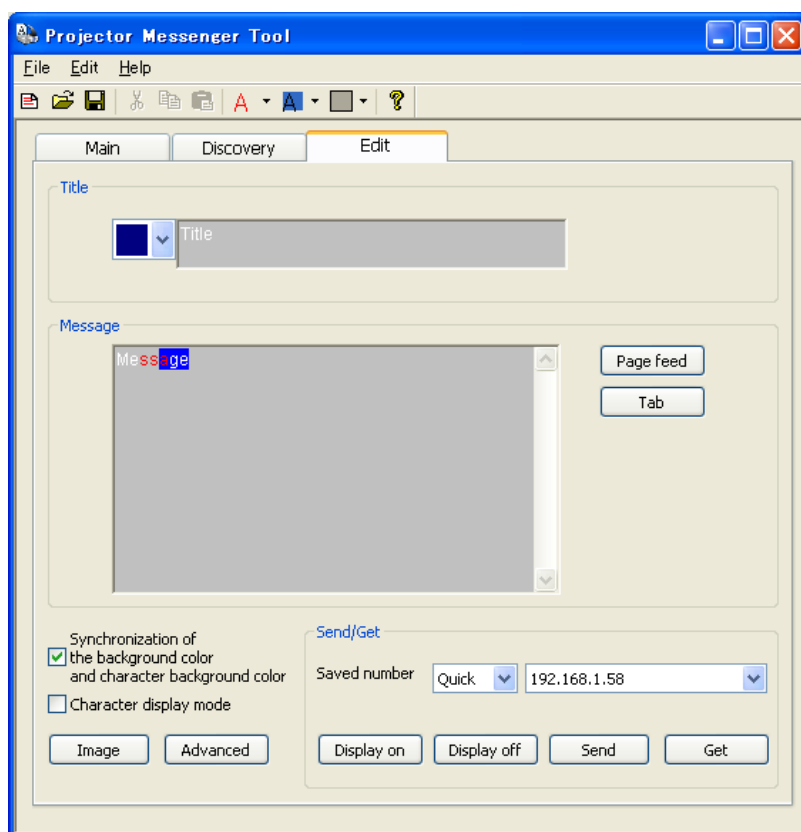 Projector Messenger Tool
File Edit Help
A A ?
Main Discovery Edit
Title
Title
Message
Message
Page feed
Tab
Synchronization of
the background color
and character background color
Character display mode
Image Advanced
Send/Get
Saved number Quick 192.168.1.58
Display on Display off Send Get